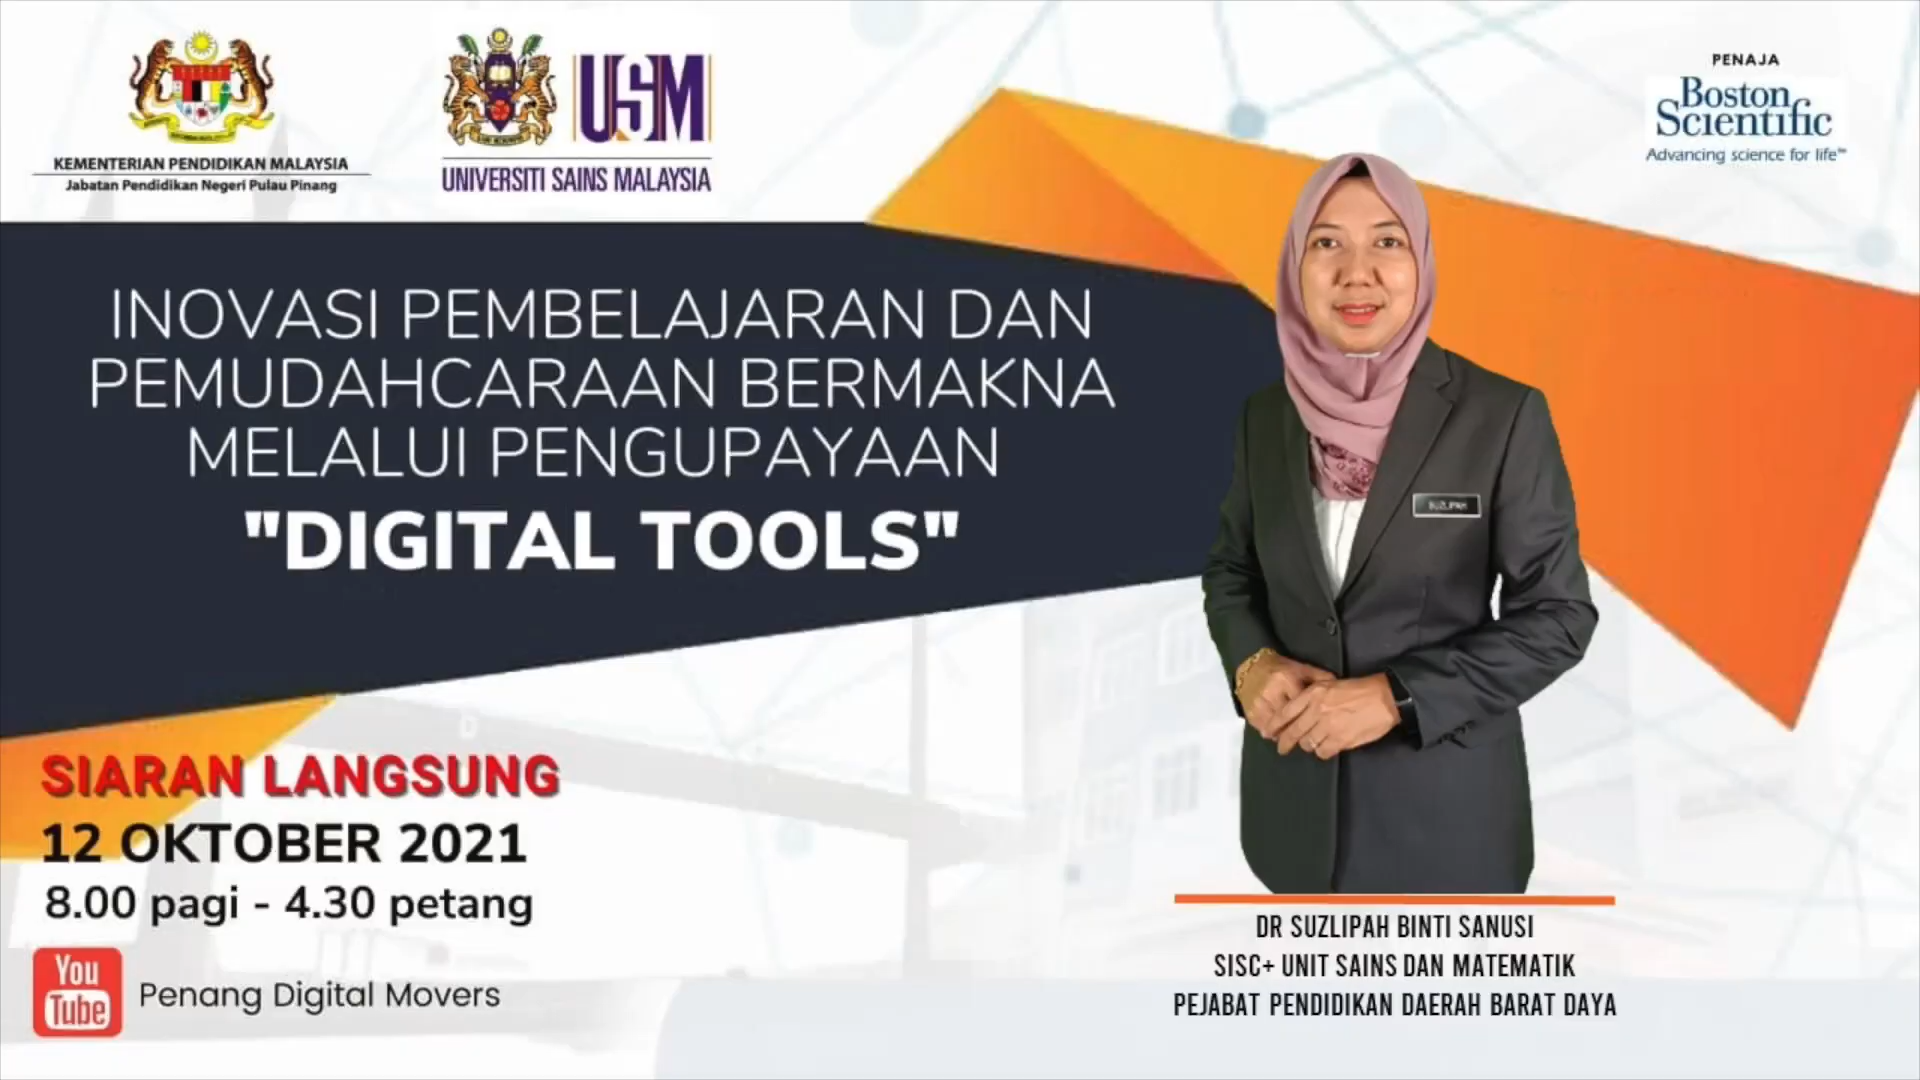 KEMENTERIAN PENDIDIKAN MALAYSIA
Jabatan Pendidikan Negeri Pulau Pinang
USM
UNIVERSITI SAINS MALAYSIA
PENAJA
Boston
Scientific
Advancing science for life™
INOVASI PEMBELAJARAN DAN
PEMUDAHCARAAN BERMAKNA
MELALUI PENGUPAYAAN
"DIGITAL TOOLS"
SUZLIPAH
SIARAN LANGSUNG
12 OKTOBER 2021
8.00 pagi - 4.30 petang
You
Tube
Penang Digital Movers
DR SUZLIPAH BINTI SANUSI
SISC+ UNIT SAINS DAN MATEMATIK
PEJABAT PENDIDIKAN DAERAH BARAT DAYA